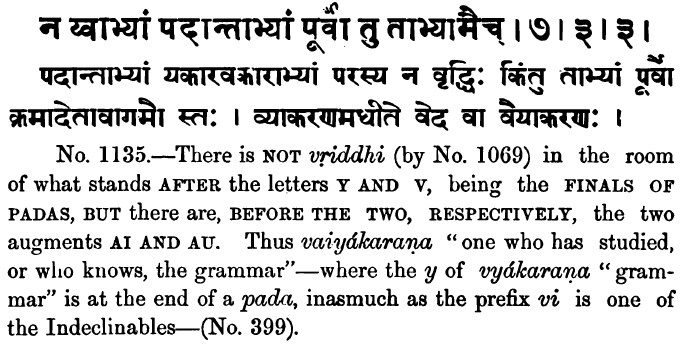 न य्वाभ्यां पदान्ताभ्यां पूर्वौ तु ताभ्यामैच् । ७ । ३ । ३ ।
पदान्ताभ्यां यकारवकाराभ्यां परस्य न वृद्धिः किंतु ताभ्यां पूर्वौ
क्रमादेतावागमौ स्तः । व्याकरणमधीते वेद वा वैयाकरणः ।
No. 1135.—There is NOT vṛiddhi (by No. 1069) in the room
of what stands AFTER the letters Y AND V, being the FINALS OF
PADAS, BUT there are, BEFORE THE TWO, RESPECTIVELY, the two
augments AI AND AU. Thus vaiyákaraṇa “one who has studied,
or who knows, the grammar”—where the y of vyákaraṇa “gram-
mar” is at the end of a pada, inasmuch as the prefix vi is one of
the Indeclinables—(No. 399).